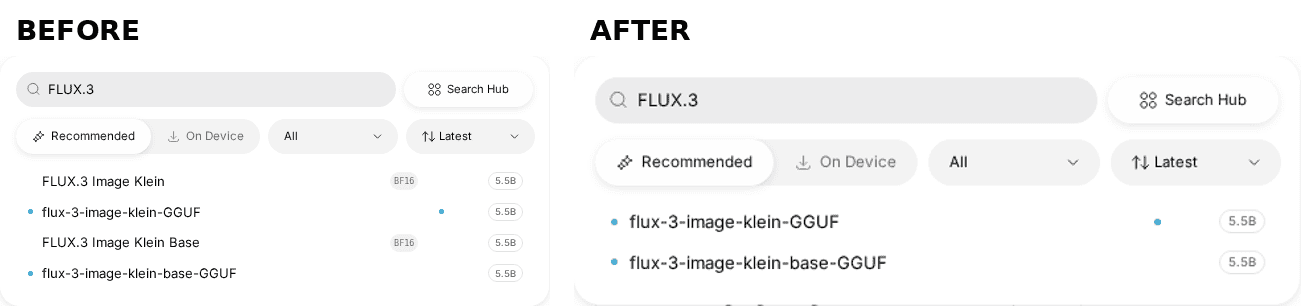 BEFORE
FLUX.3
Search Hub
Recommended
On Device
All
Latest
FLUX.3 Image Klein BF16 5.5B
flux-3-image-klein-GGUF 5.5B
FLUX.3 Image Klein Base BF16 5.5B
flux-3-image-klein-base-GGUF 5.5B
AFTER
FLUX.3
Search Hub
Recommended
On Device
All
Latest
flux-3-image-klein-GGUF 5.5B
flux-3-image-klein-base-GGUF 5.5B